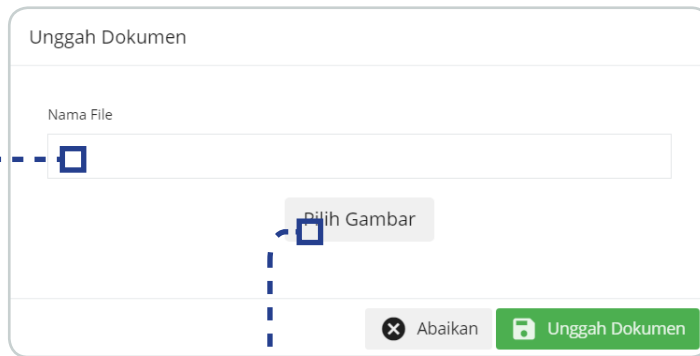 Unggah Dokumen
Nama File
Pilih Gambar
Abaikan
Unggah Dokumen